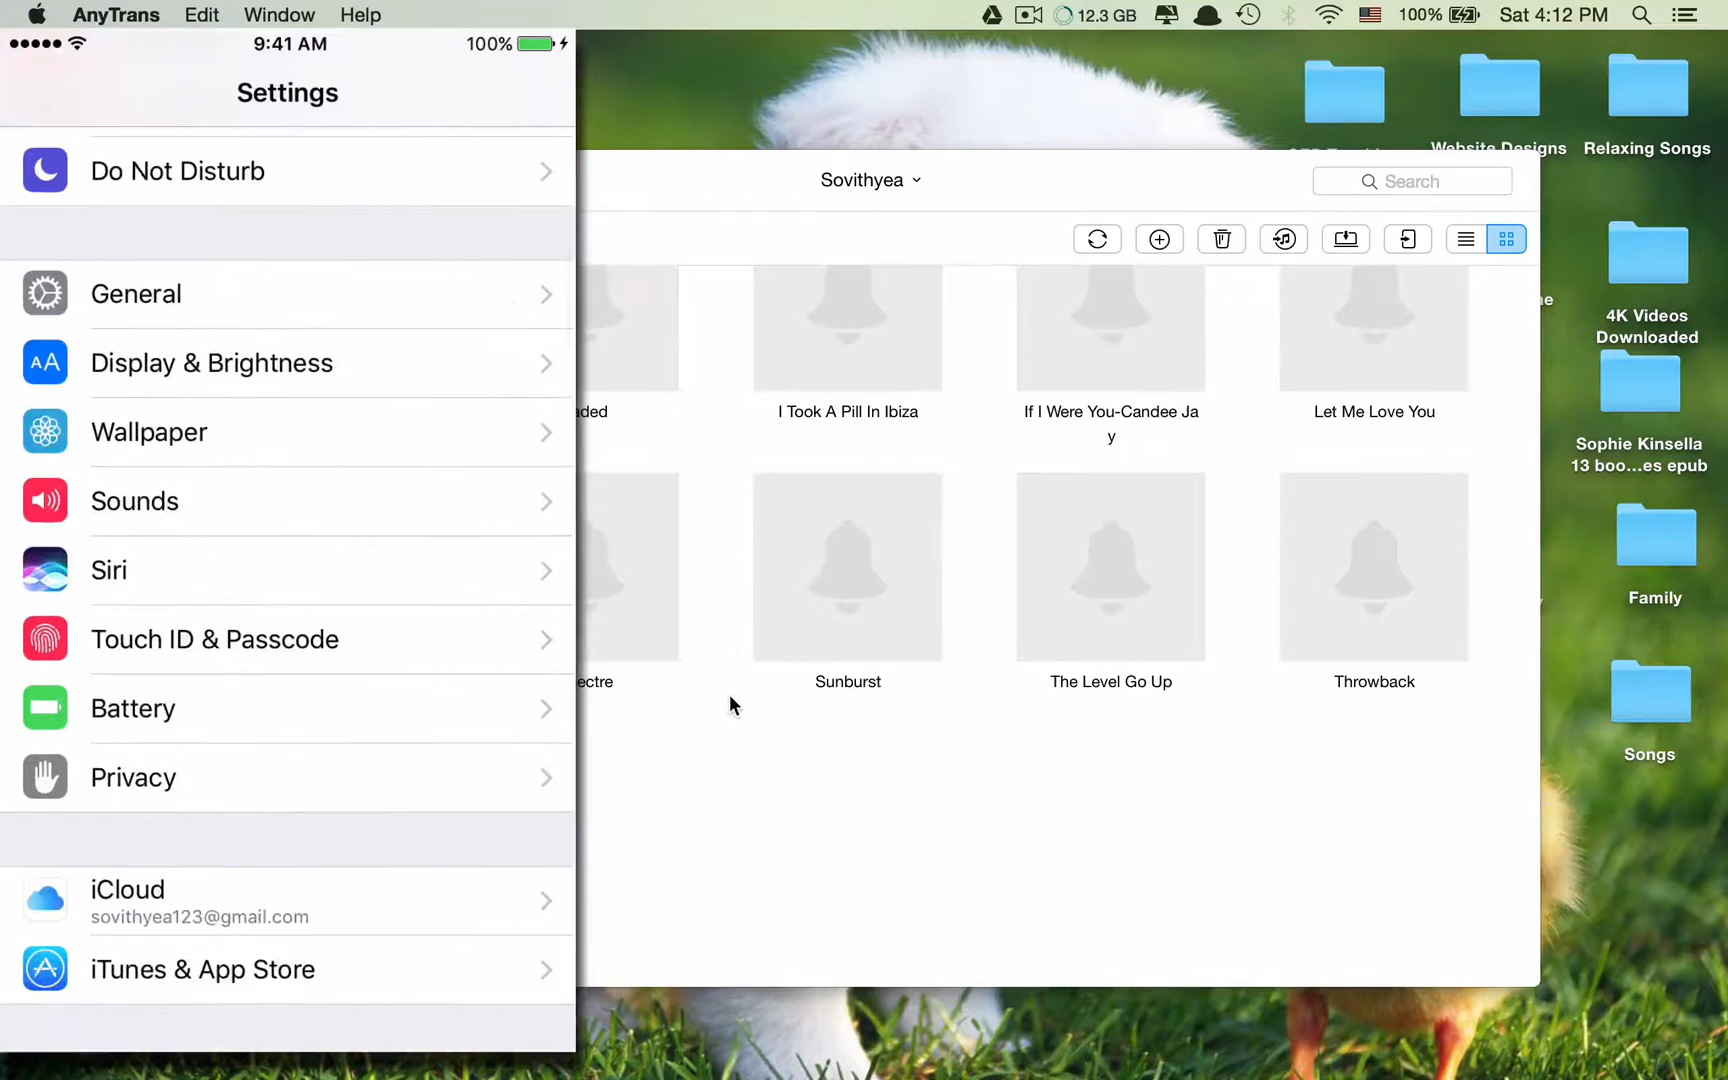 AnyTrans Edit Window Help
12.3 GB 100% Sat 4:12 PM
9:41 AM 100%
Settings
Do Not Disturb
General
Display & Brightness
Wallpaper
Sounds
Siri
Touch ID & Passcode
Battery
Privacy
iCloud
sovithyea123@gmail.com
iTunes & App Store
Sovithyea
Search
I Took A Pill In Ibiza
If I Were You-Candee Ja
y
Let Me Love You
Sunburst
The Level Go Up
Throwback
Website Designs
Relaxing Songs
4K Videos
Downloaded
Sophie Kinsella
13 boo...es epub
Family
Songs